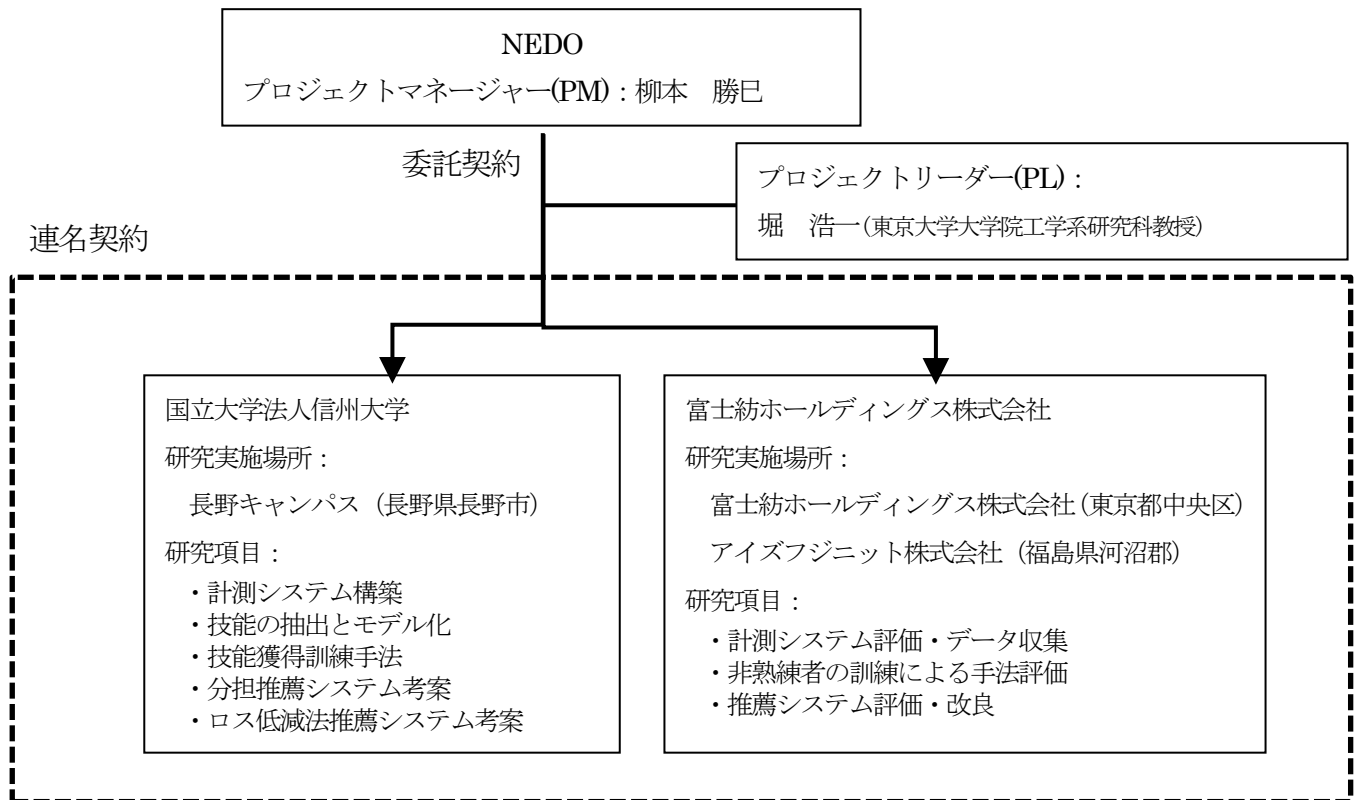 NEDO
プロジェクトマネージャー(PM)：柳本　勝巳
委託契約
プロジェクトリーダー(PL)：
堀　浩一(東京大学大学院工学系研究科教授)
連名契約
国立大学法人信州大学
研究実施場所：
長野キャンパス（長野県長野市）
研究項目：
・計測システム構築
・技能の抽出とモデル化
・技能獲得訓練手法
・分担推薦システム考案
・ロス低減法推薦システム考案
富士紡ホールディングス株式会社
研究実施場所：
富士紡ホールディングス株式会社(東京都中央区)
アイズフジニット株式会社（福島県河沼郡）
研究項目：
・計測システム評価・データ収集
・非熟練者の訓練による手法評価
・推薦システム評価・改良